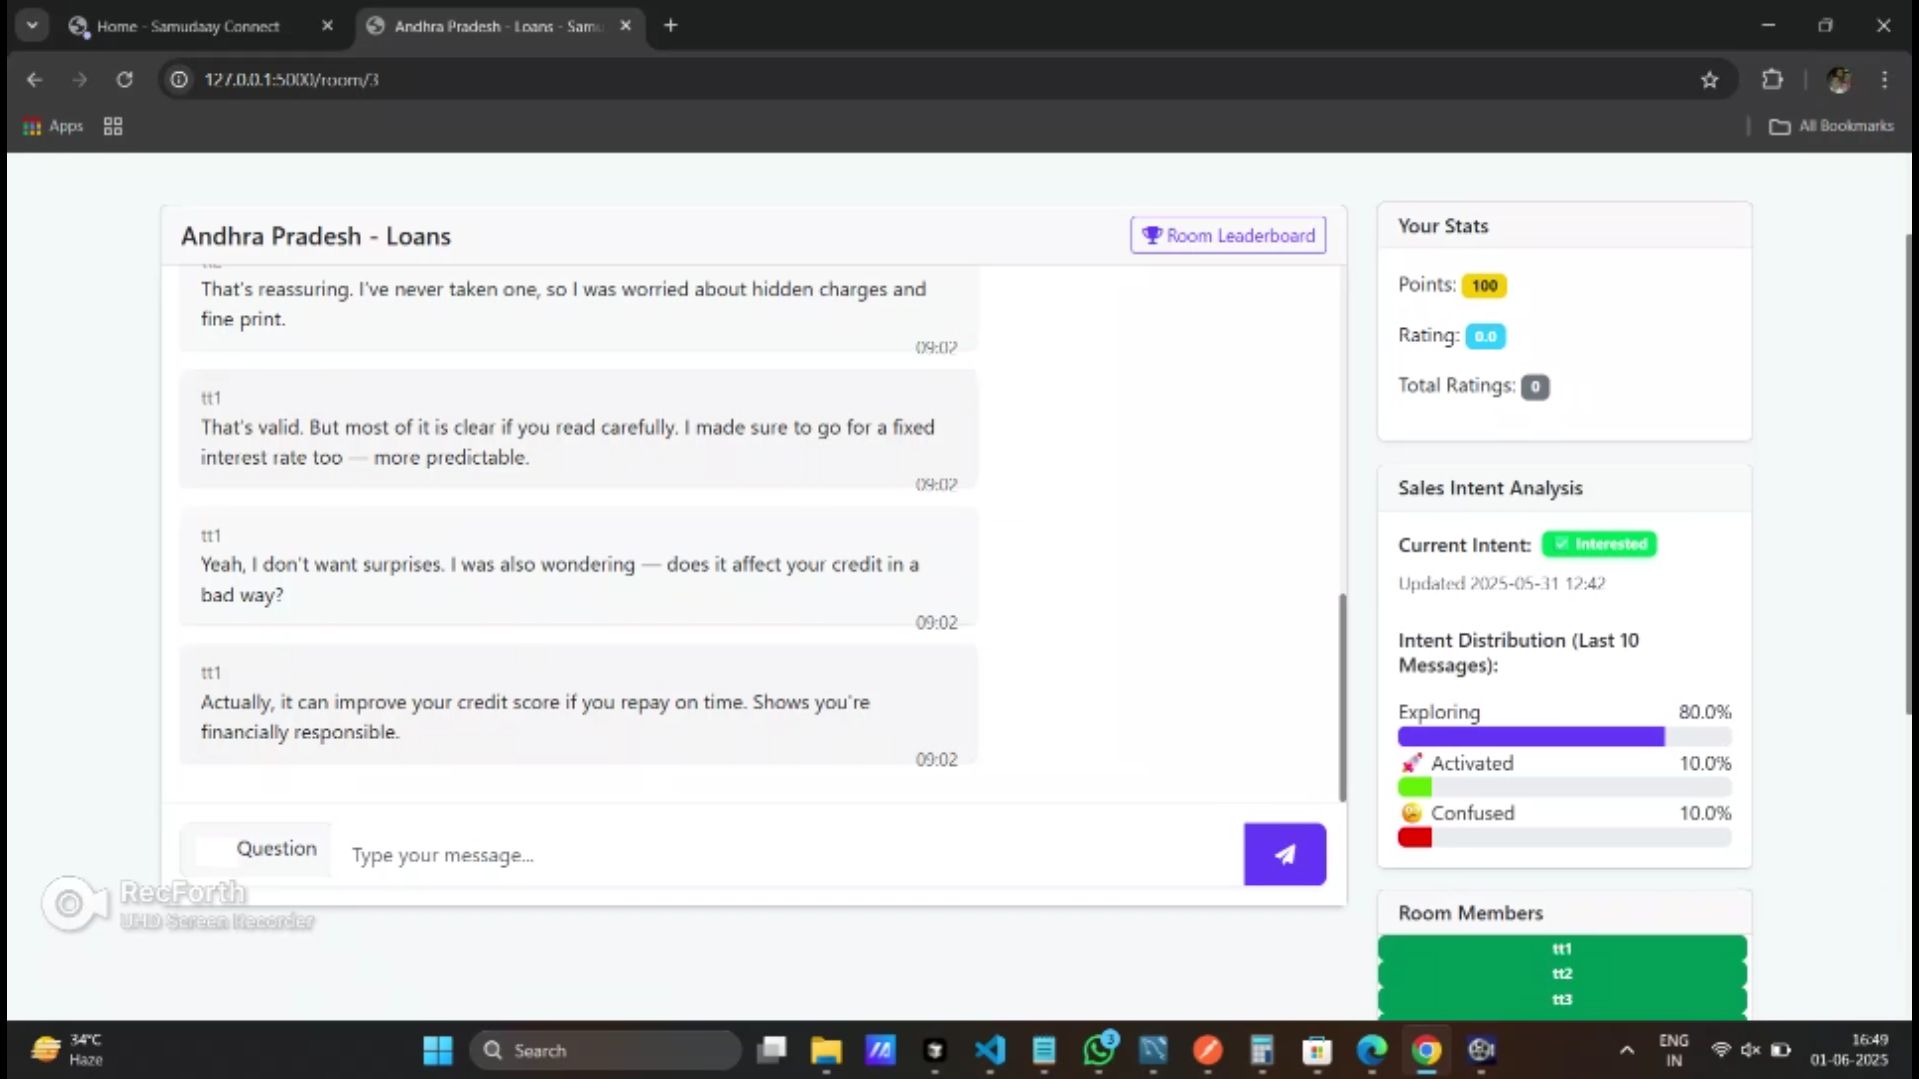 Home - Samudaay Connect
Andhra Pradesh - Loans - Samu
127.0.0.1:5000/room/3
Apps
All Bookmarks
Andhra Pradesh - Loans
Room Leaderboard
That's reassuring. I've never taken one, so I was worried about hidden charges and
fine print.
09:02
tt1
That's valid. But most of it is clear if you read carefully. I made sure to go for a fixed
interest rate too — more predictable.
09:02
tt1
Yeah, I don't want surprises. I was also wondering — does it affect your credit in a
bad way?
09:02
tt1
Actually, it can improve your credit score if you repay on time. Shows you're
financially responsible.
09:02
Question
Type your message...
Your Stats
Points: 100
Rating: 0.0
Total Ratings: 0
Sales Intent Analysis
Current Intent: Interested
Updated 2025-05-31 12:42
Intent Distribution (Last 10
Messages):
Exploring 80.0%
Activated 10.0%
Confused 10.0%
Room Members
tt1
tt2
tt3
RecForth
UHD Screen Recorder
34°C
Haze
Search
3
ENG
IN
16:49
01-06-2025